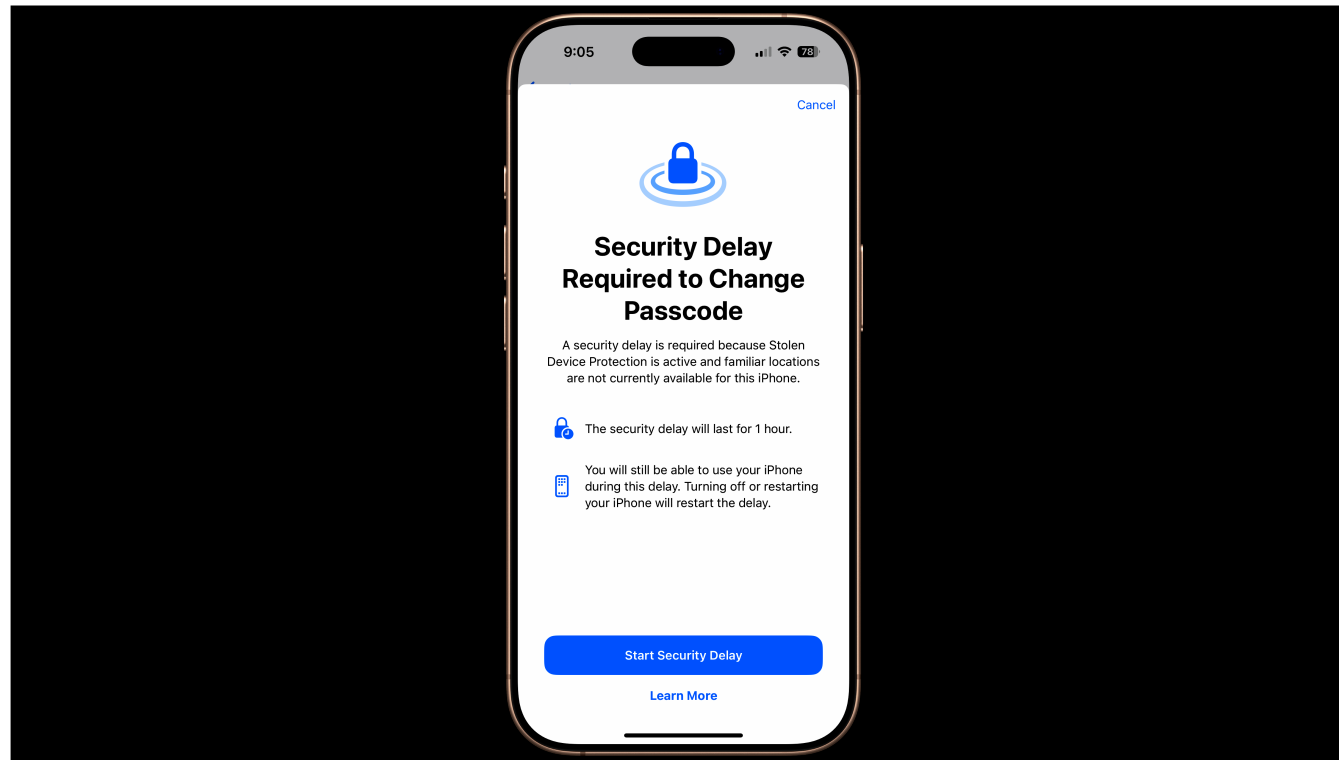 9:05
78
Cancel
Security Delay
Required to Change
Passcode
A security delay is required because Stolen
Device Protection is active and familiar locations
are not currently available for this iPhone.
The security delay will last for 1 hour.
You will still be able to use your iPhone
during this delay. Turning off or restarting
your iPhone will restart the delay.
Start Security Delay
Learn More